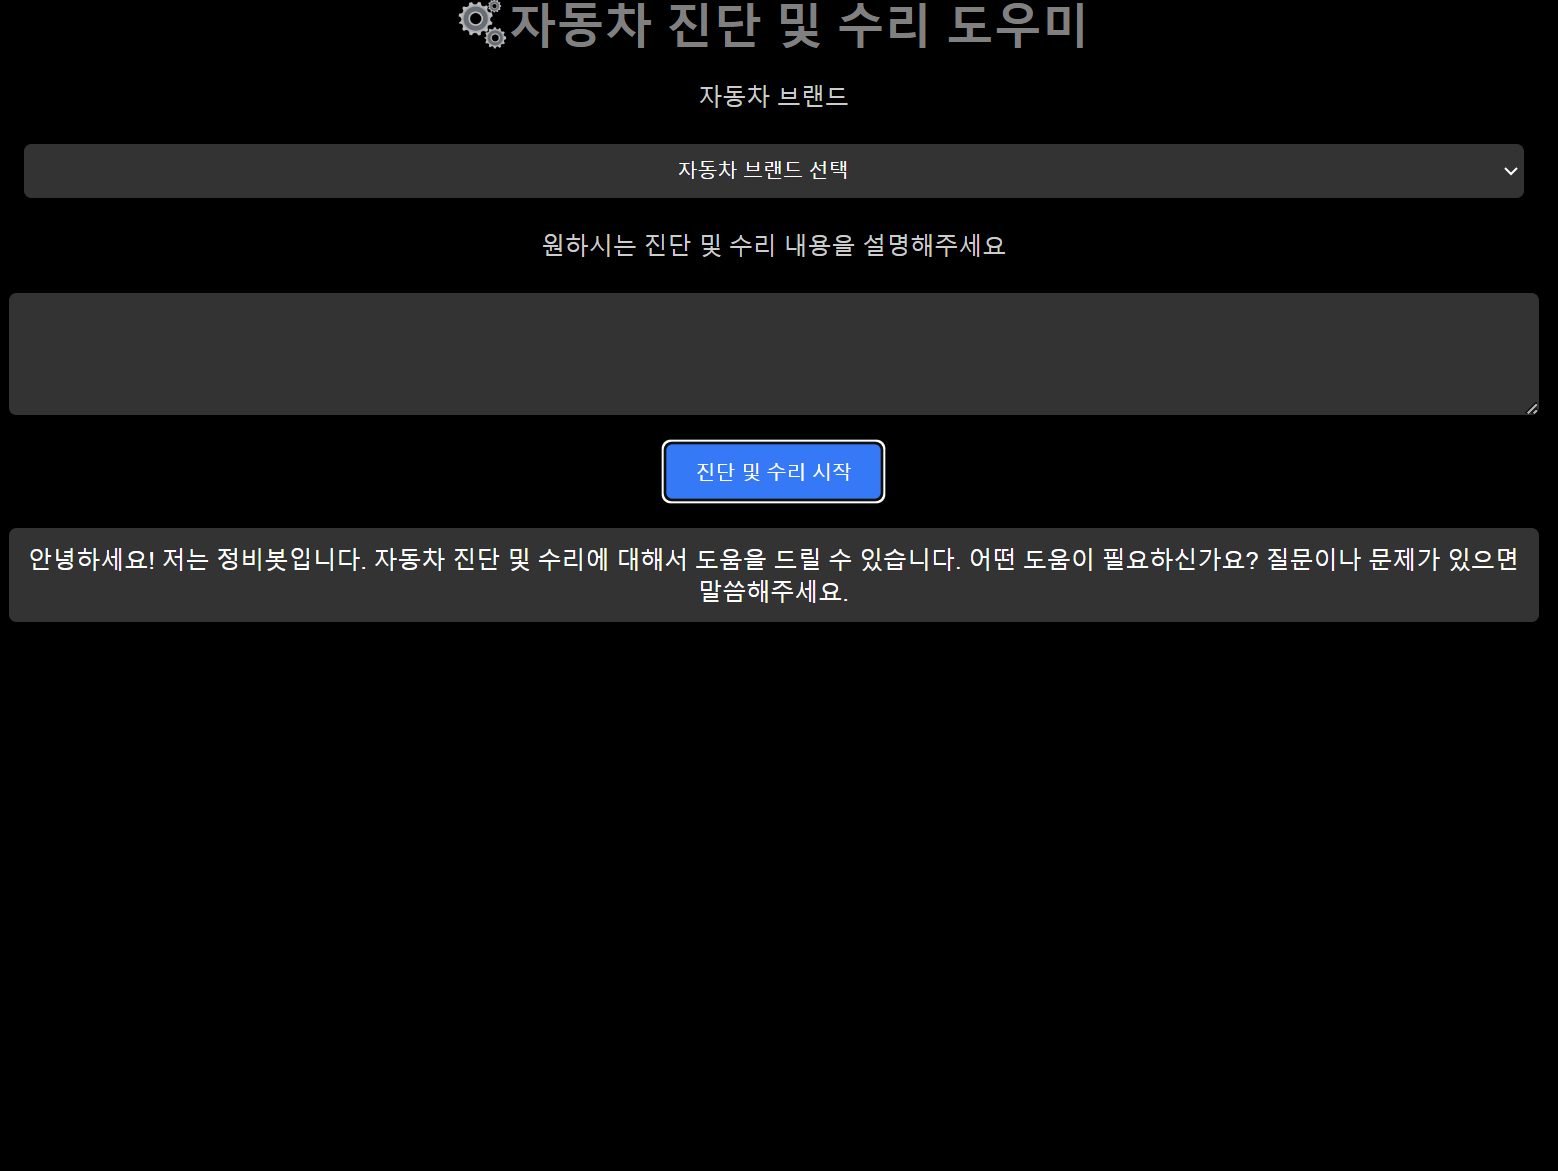 자동차 진단 및 수리 도우미
자동차 브랜드
자동차 브랜드 선택
원하시는 진단 및 수리 내용을 설명해주세요
진단 및 수리 시작
안녕하세요! 저는 정비봇입니다. 자동차 진단 및 수리에 대해서 도움을 드릴 수 있습니다. 어떤 도움이 필요하신가요? 질문이나 문제가 있으면
말씀해주세요.